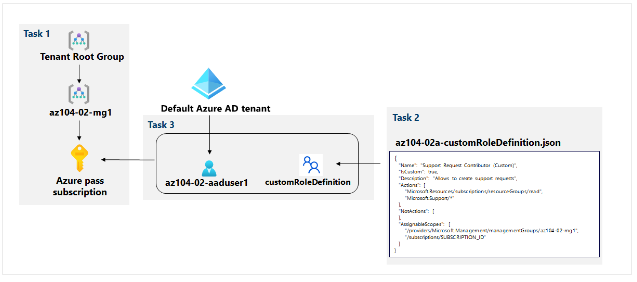 Task 1
Tenant Root Group
az104-02-mg1
Azure pass
subscription
Default Azure AD tenant
Task 3
az104-02-aaduser1
customRoleDefinition
Task 2
az104-02a-customRoleDefinition.json
{
"Name": "Support Request Contributor (Custom)",
"IsCustom": true,
"Description": "Allows to create support requests",
"Actions": [
"Microsoft.Resources/subscriptions/resourceGroups/read",
"Microsoft.Support/*"
],
"NotActions": [
],
"AssignableScopes": [
"/providers/Microsoft.Management/managementGroups/az104-02-mg1",
"/subscriptions/SUBSCRIPTION_ID"
]
}